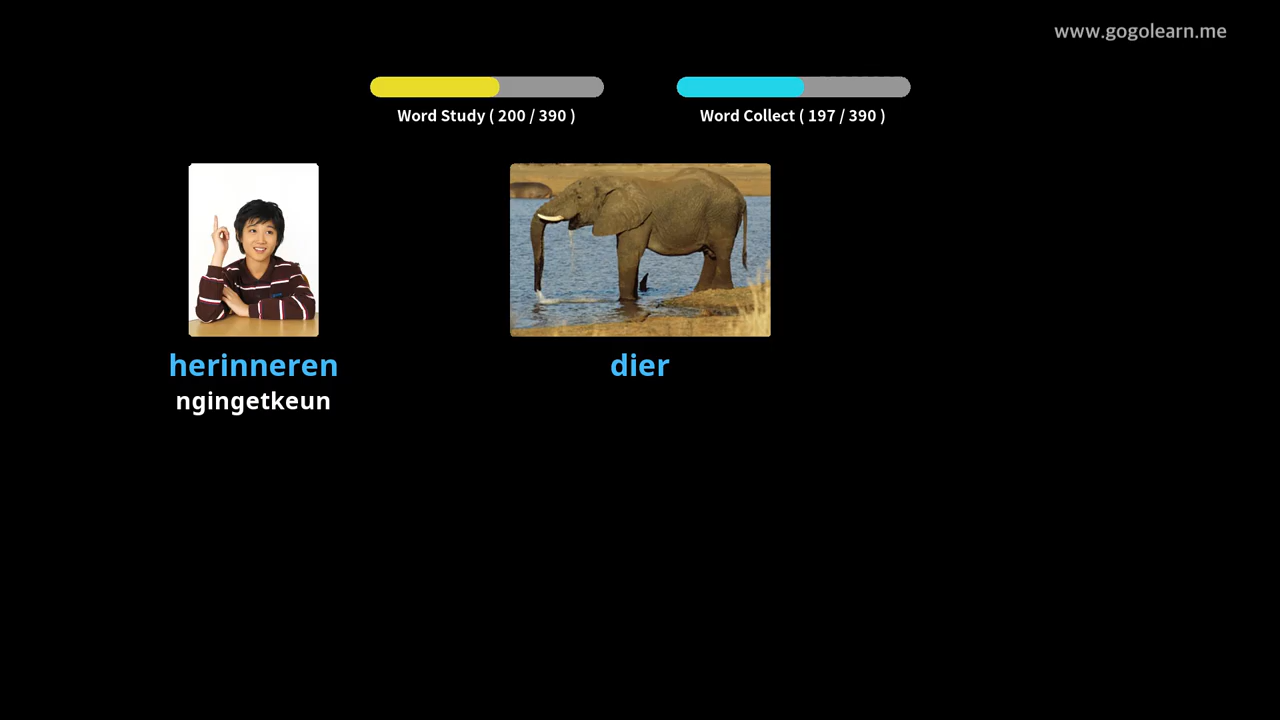 www.gogolearn.me
Word Study ( 200 / 390 )
Word Collect ( 197 / 390 )
herinneren
ngingetkeun
dier